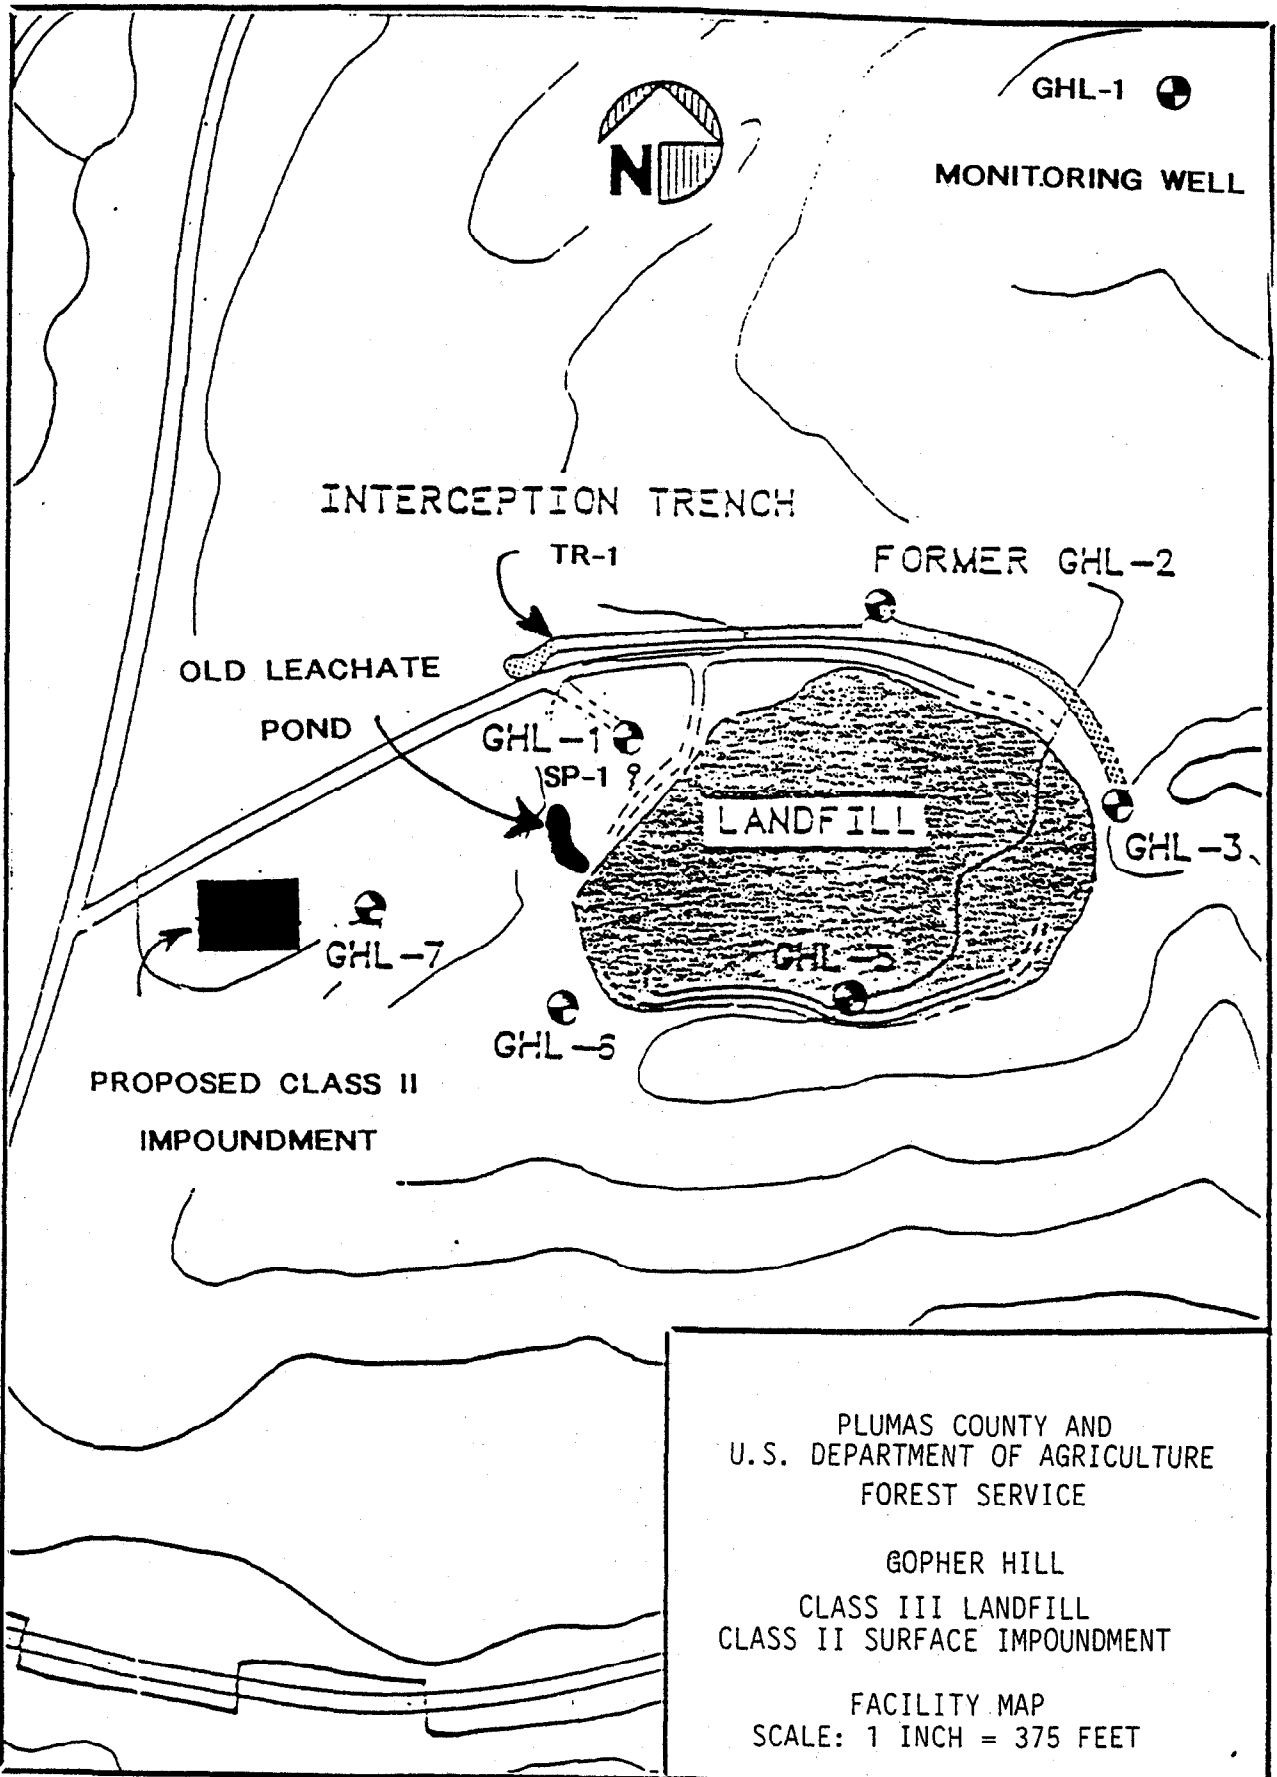 GHL-1
N
MONITORING WELL
INTERCEPTION TRENCH
TR-1
FORMER GHL-2
OLD LEACHATE
POND
GHL-1
SP-1
LANDFILL
GHL-3
GHL-7
GHL-5
GHL-6
PROPOSED CLASS II
IMPOUNDMENT
PLUMAS COUNTY AND
U.S. DEPARTMENT OF AGRICULTURE
FOREST SERVICE
GOPHER HILL
CLASS III LANDFILL
CLASS II SURFACE IMPOUNDMENT
FACILITY MAP
SCALE: 1 INCH = 375 FEET